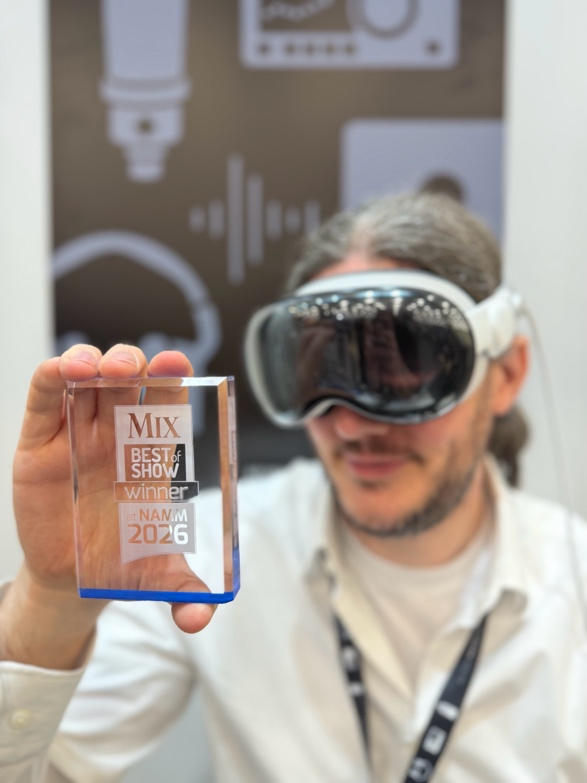 MIX
BEST of
SHOW
winner
at NAMM
2026